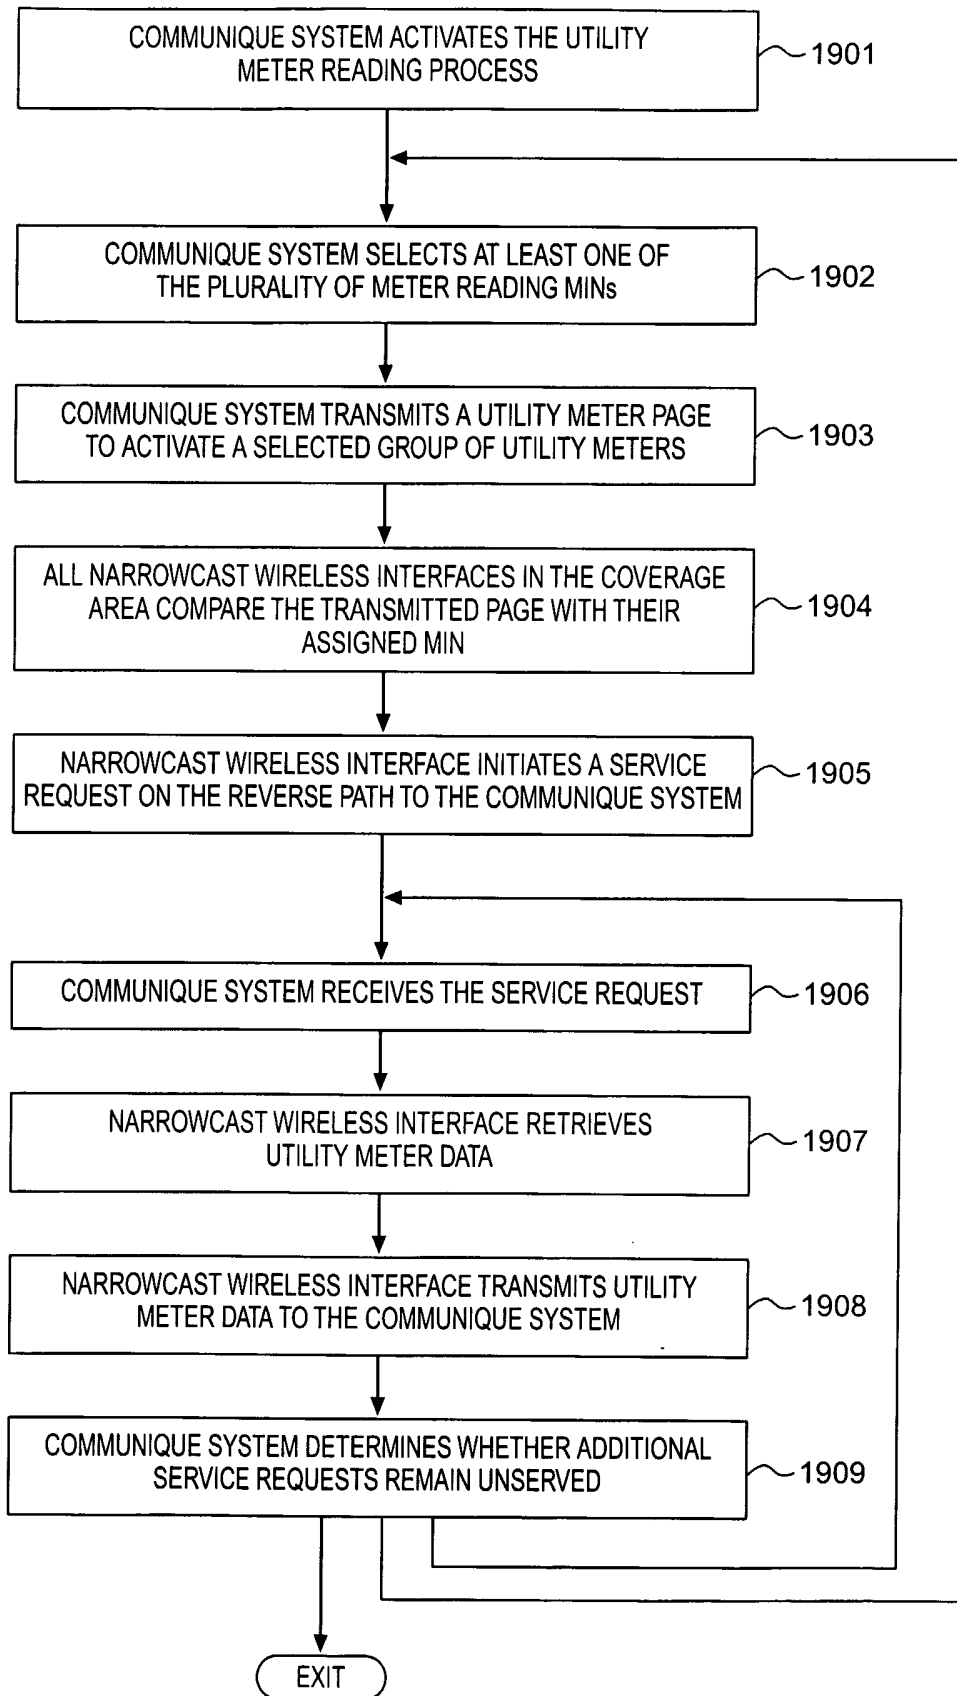 COMMUNIQUE SYSTEM ACTIVATES THE UTILITY
METER READING PROCESS
1901
COMMUNIQUE SYSTEM SELECTS AT LEAST ONE OF
THE PLURALITY OF METER READING MINs
1902
COMMUNIQUE SYSTEM TRANSMITS A UTILITY METER PAGE
TO ACTIVATE A SELECTED GROUP OF UTILITY METERS
1903
ALL NARROWCAST WIRELESS INTERFACES IN THE COVERAGE
AREA COMPARE THE TRANSMITTED PAGE WITH THEIR
ASSIGNED MIN
1904
NARROWCAST WIRELESS INTERFACE INITIATES A SERVICE
REQUEST ON THE REVERSE PATH TO THE COMMUNIQUE SYSTEM
1905
COMMUNIQUE SYSTEM RECEIVES THE SERVICE REQUEST
1906
NARROWCAST WIRELESS INTERFACE RETRIEVES
UTILITY METER DATA
1907
NARROWCAST WIRELESS INTERFACE TRANSMITS UTILITY
METER DATA TO THE COMMUNIQUE SYSTEM
1908
COMMUNIQUE SYSTEM DETERMINES WHETHER ADDITIONAL
SERVICE REQUESTS REMAIN UNSERVED
1909
EXIT